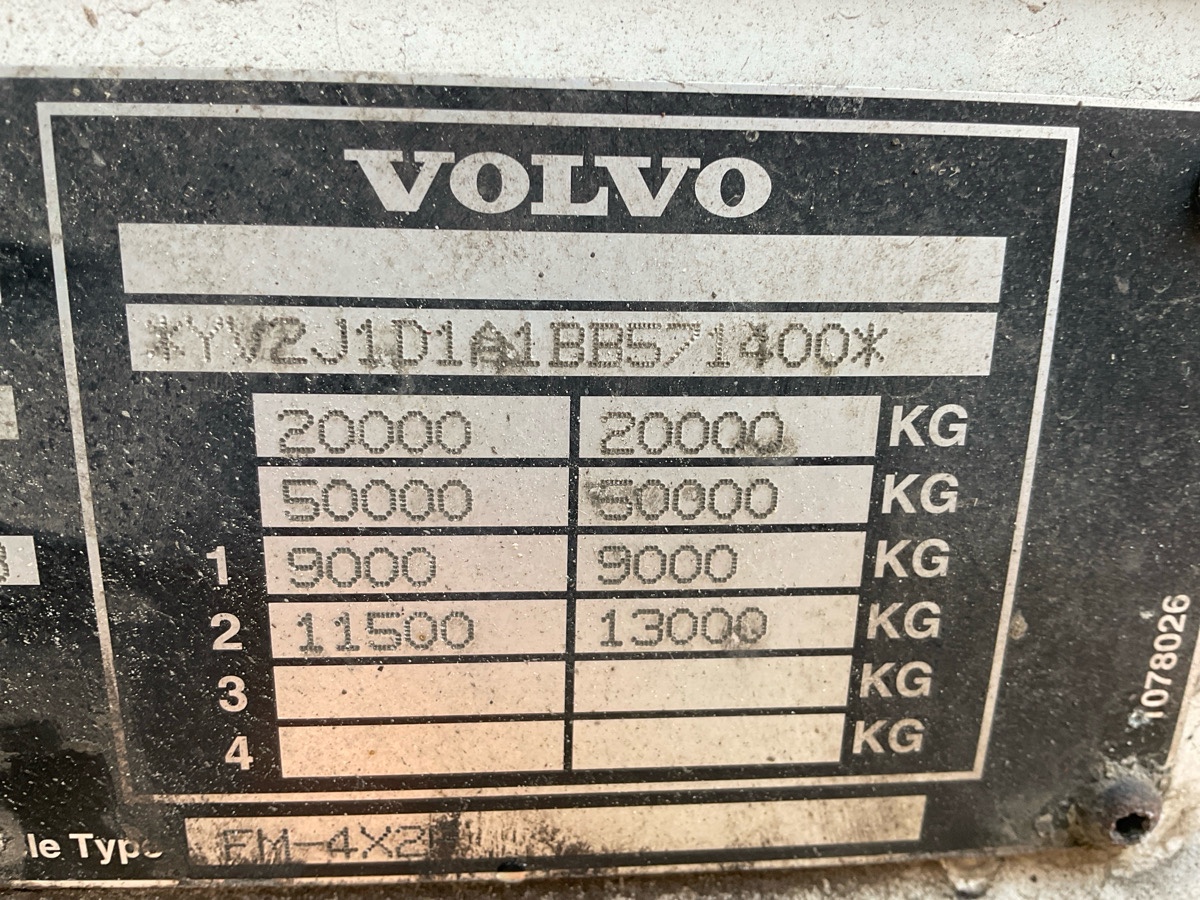 VOLVO
*YV2J1D1A1BB571400*
20000 20000 KG
50000 50000 KG
1 9000 9000 KG
2 11500 13000 KG
3 KG
4 KG
1078026
le Type FM-4X2